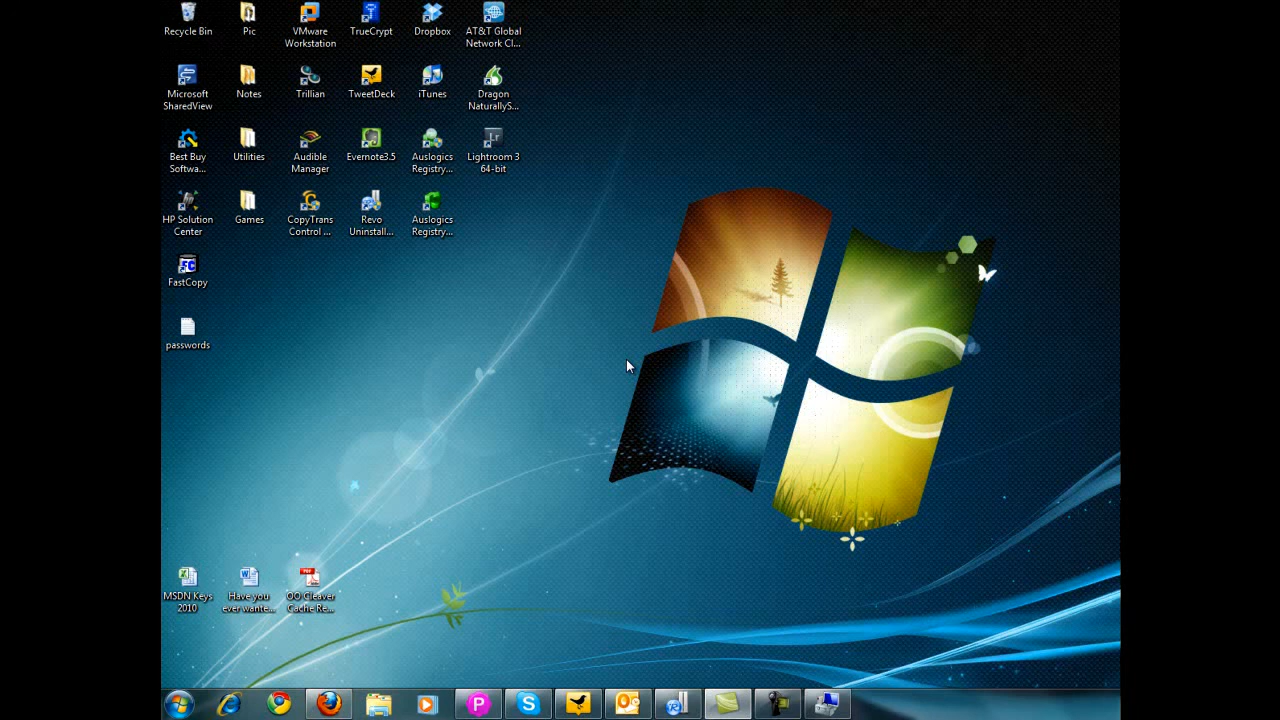 Recycle Bin
Pic
VMware
Workstation
TrueCrypt
Dropbox
AT&T Global
Network Cl...
Microsoft
SharedView
Notes
Trillian
TweetDeck
iTunes
Dragon
NaturallyS...
Best Buy
Softwa...
Utilities
Audible
Manager
Evernote3.5
Auslogics
Registry...
Lightroom 3
64-bit
HP Solution
Center
Games
CopyTrans
Control ...
Revo
Uninstall...
Auslogics
Registry...
FastCopy
passwords
MSDN Keys
2010
Have you
ever wante...
OO Cleaver
Cache Re...